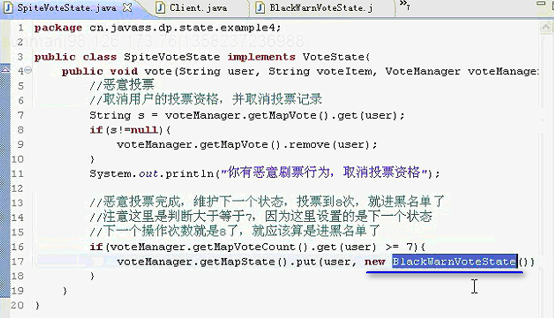 SpiteVoteState.java
Client.java
BlackWarnVoteState.j
1 package cn.javass.dp.state.example4;
2
3 public class SpiteVoteState implements VoteState{
4 public void vote(String user, String voteItem, VoteManager voteManager
5 //恶意投票
6 //取消用户的投票资格,并取消投票记录
7 String s = voteManager.getMapVote().get(user);
8 if(s!=null){
9 voteManager.getMapVote().remove(user);
10 }
11 System.out.println("你有恶意刷票行为,取消投票资格");
12
13 //恶意投票完成,维护下一个状态,投票到8次,就进黑名单了
14 //注意这里是判断大于等于7,因为这里设置的是下一个状态
15 //下一个操作次数就是8了,就应该算是进黑名单了
16 if(voteManager.getMapVoteCount().get(user) >= 7){
17 voteManager.getMapState().put(user, new BlackWarnVoteState())
18 }
19 }
20 }